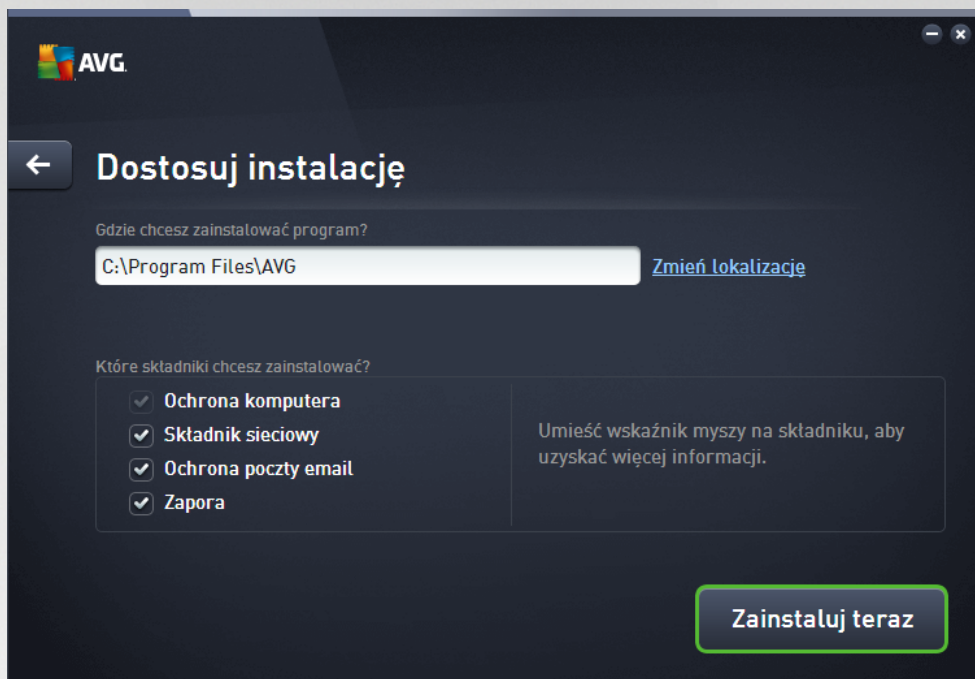 AVG.
Dostosuj instalację
Gdzie chcesz zainstalować program?
C:\Program Files\AVG
Zmień lokalizację
Które składniki chcesz zainstalować?
Ochrona komputera
Składnik sieciowy
Ochrona poczty email
Zapora
Umieść wskaźnik myszy na składniku, aby
uzyskać więcej informacji.
Zainstaluj teraz